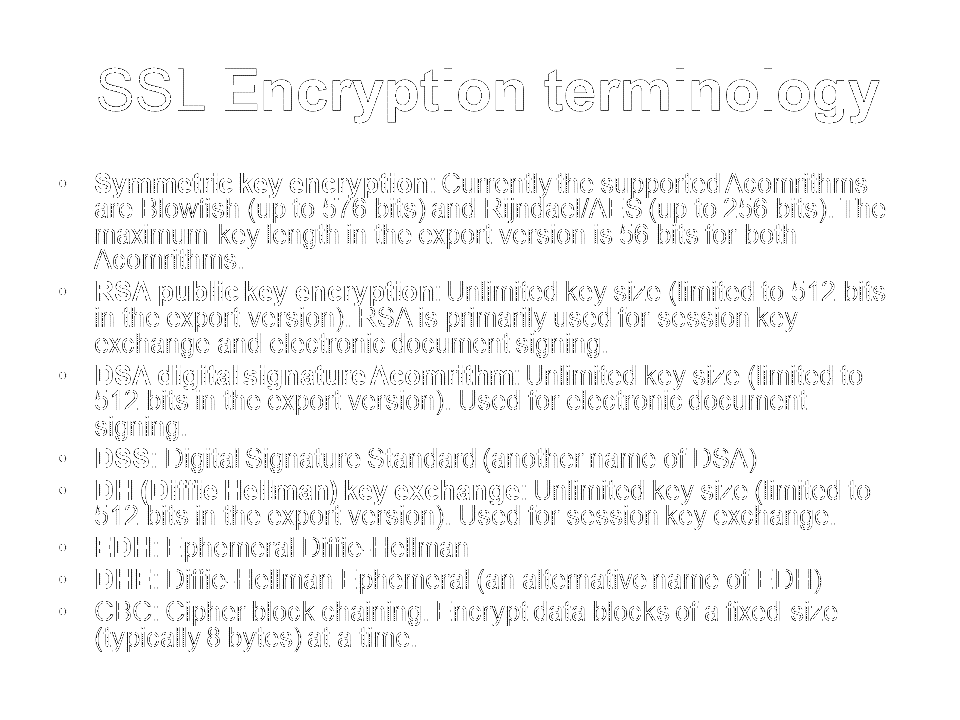 SSL Encryption terminology
• Symmetric key encryption: Currently the supported Acomrithms
are Blowfish (up to 576 bits) and Rijndael/AES (up to 256 bits). The
maximum key length in the export version is 56 bits for both
Acomrithms.
• RSA public key encryption: Unlimited key size (limited to 512 bits
in the export version). RSA is primarily used for session key
exchange and electronic document signing.
• DSA digital signature Acomrithm: Unlimited key size (limited to
512 bits in the export version). Used for electronic document
signing.
• DSS: Digital Signature Standard (another name of DSA)
• DH (Diffie Hellman) key exchange: Unlimited key size (limited to
512 bits in the export version). Used for session key exchange.
• EDH: Ephemeral Diffie-Hellman
• DHE: Diffie-Hellman Ephemeral (an alternative name of EDH)
• CBC: Cipher block chaining. Encrypt data blocks of a fixed size
(typically 8 bytes) at a time.